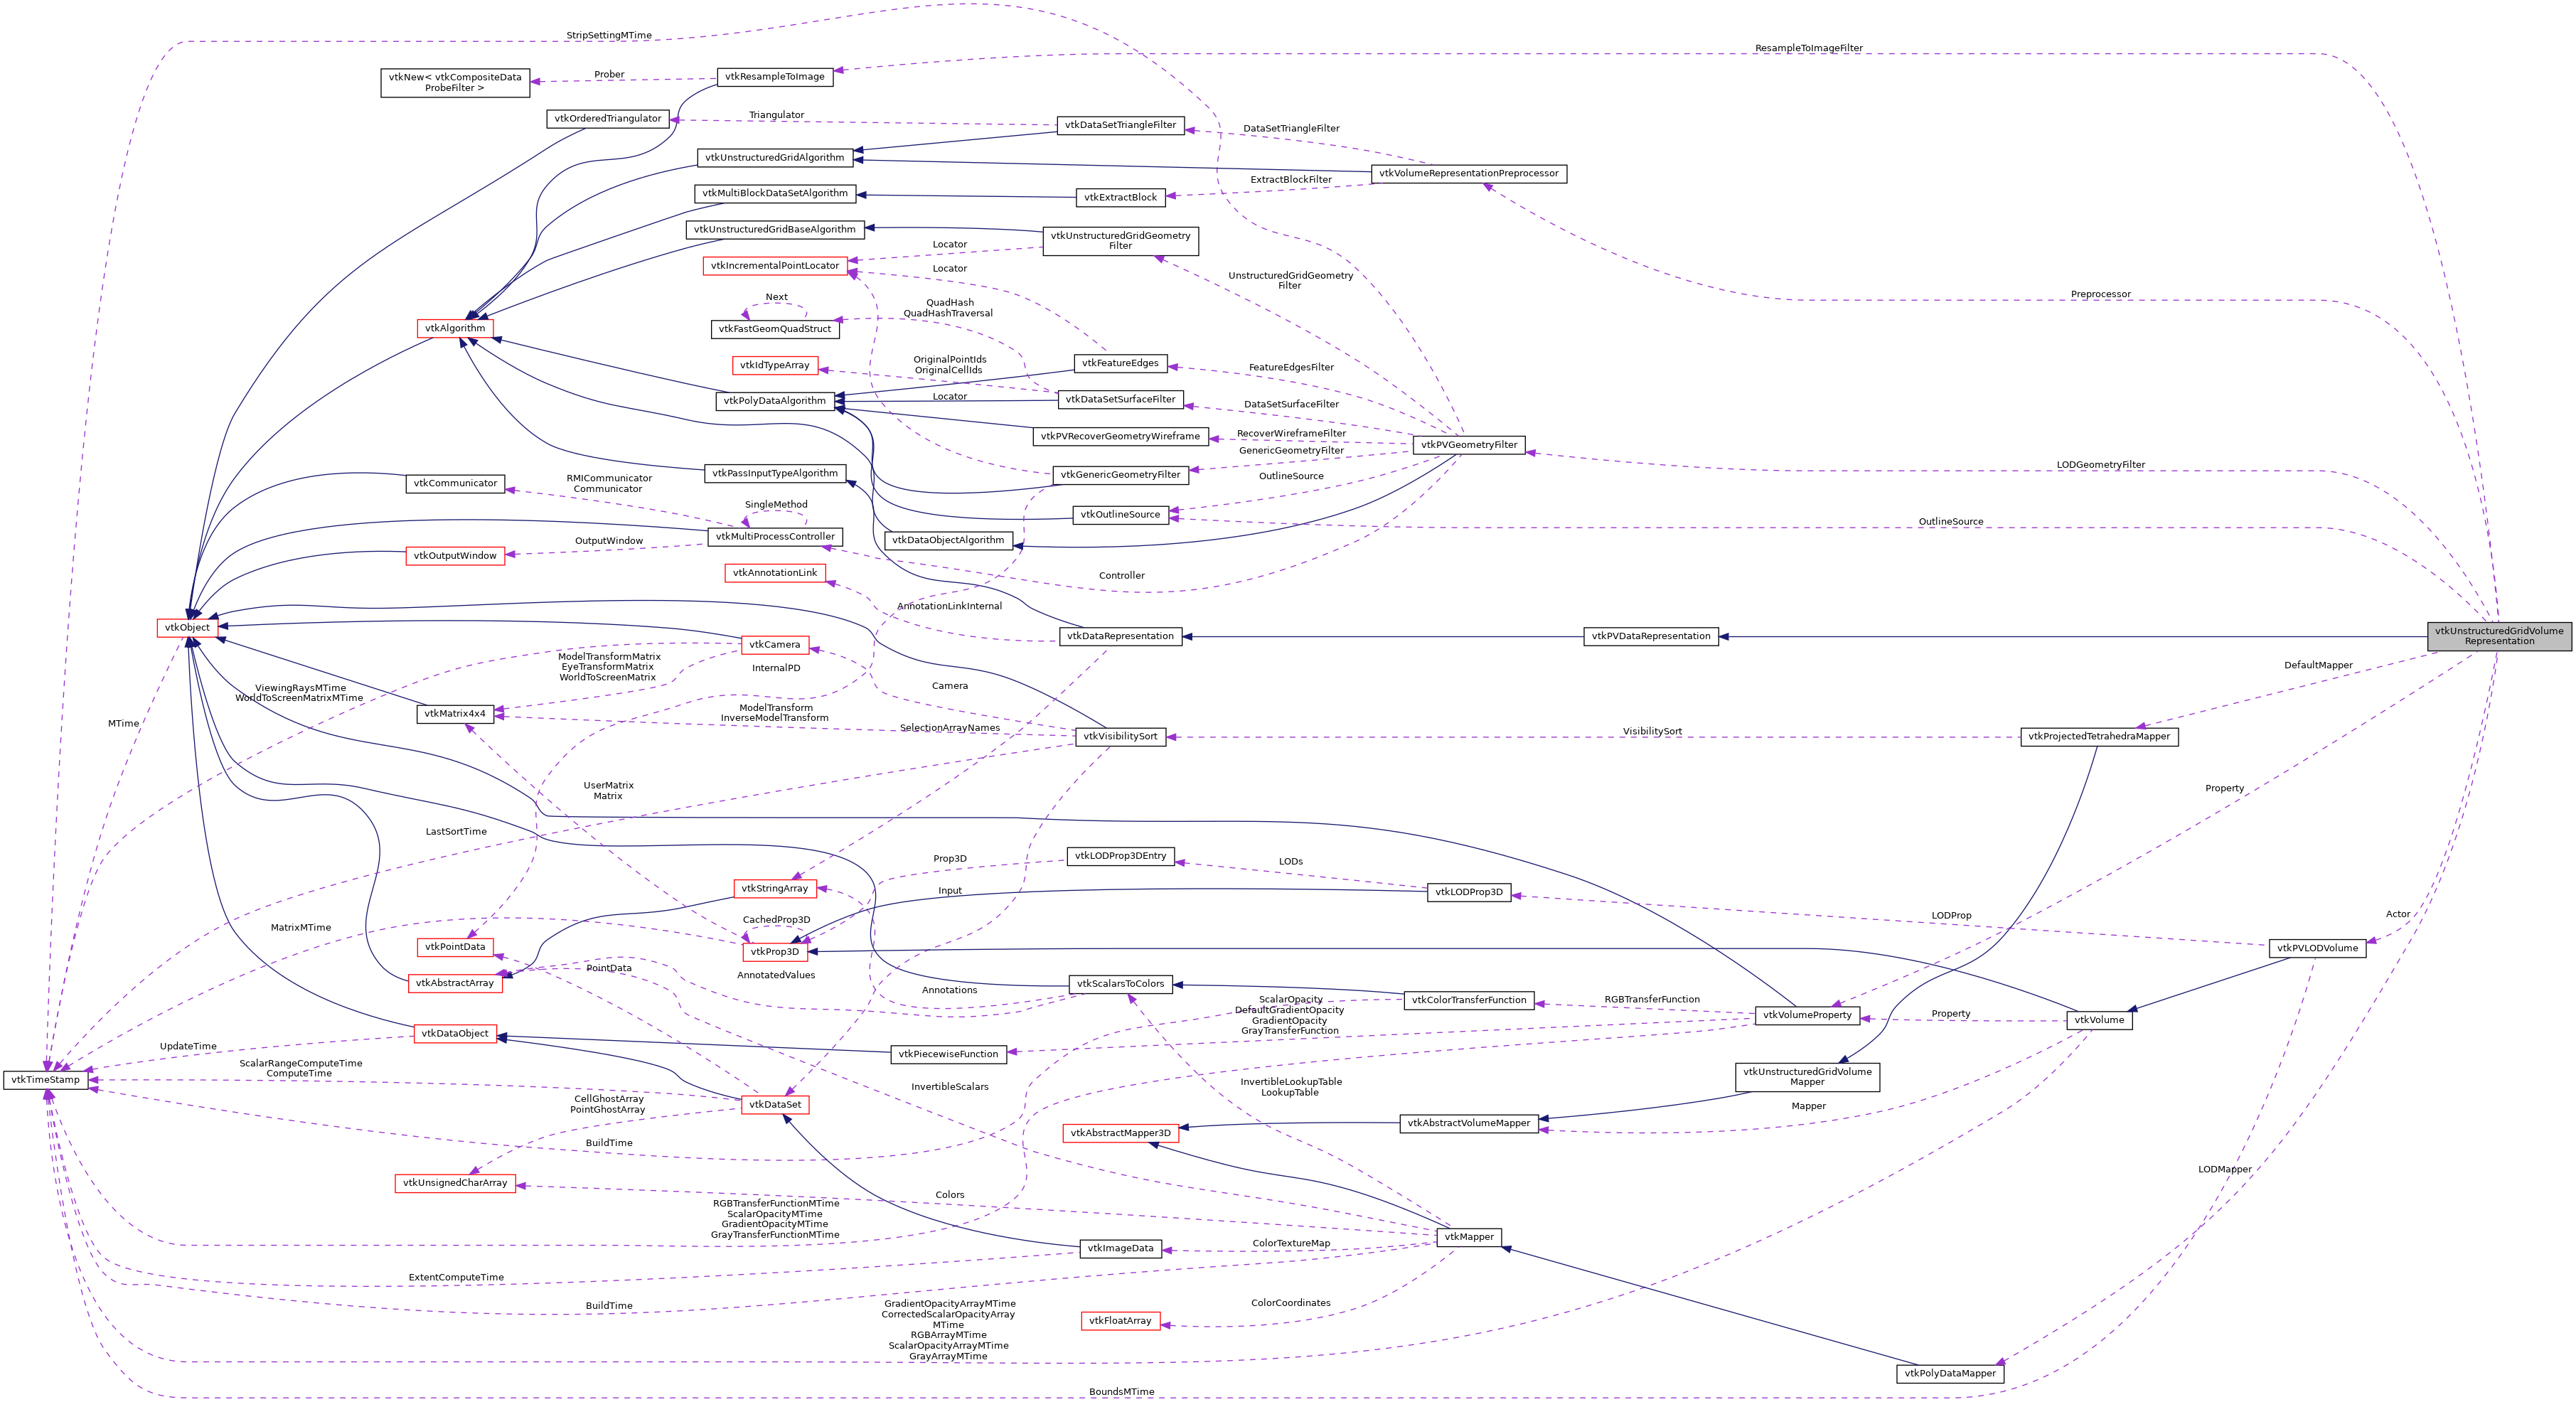 StripSettingMTime
ResampleToImageFilter
vtkNew< vtkCompositeData
ProbeFilter >
Prober
vtkResampleToImage
vtkOrderedTriangulator
Triangulator
vtkDataSetTriangleFilter
DataSetTriangleFilter
vtkUnstructuredGridAlgorithm
vtkVolumeRepresentationPreprocessor
ExtractBlockFilter
vtkMultiBlockDataSetAlgorithm
vtkExtractBlock
vtkUnstructuredGridBaseAlgorithm
vtkUnstructuredGridGeometry
Filter
Locator
vtkIncrementalPointLocator
Locator
UnstructuredGridGeometry
Filter
Preprocessor
Next
QuadHash
QuadHashTraversal
vtkFastGeomQuadStruct
vtkAlgorithm
vtkIdTypeArray
OriginalPointIds
OriginalCellIds
vtkFeatureEdges
FeatureEdgesFilter
vtkPolyDataAlgorithm
Locator
vtkDataSetSurfaceFilter
DataSetSurfaceFilter
vtkPVRecoverGeometryWireframe
RecoverWireframeFilter
vtkPVGeometryFilter
GenericGeometryFilter
LODGeometryFilter
vtkPassInputTypeAlgorithm
vtkGenericGeometryFilter
OutlineSource
vtkCommunicator
RMICommunicator
Communicator
SingleMethod
vtkOutlineSource
OutlineSource
vtkMultiProcessController
vtkDataObjectAlgorithm
OutputWindow
vtkOutputWindow
vtkAnnotationLink
Controller
AnnotationLinkInternal
vtkObject
vtkDataRepresentation
vtkPVDataRepresentation
vtkUnstructuredGridVolume
Representation
vtkCamera
ModelTransformMatrix
EyeTransformMatrix
WorldToScreenMatrix
InternalPD
DefaultMapper
ViewingRaysMTime
WorldToScreenMatrixMTime
Camera
MTime
vtkMatrix4x4
ModelTransform
InverseModelTransform
SelectionArrayNames
vtkVisibilitySort
VisibilitySort
vtkProjectedTetrahedraMapper
UserMatrix
Matrix
Property
LastSortTime
Prop3D
vtkLODProp3DEntry
LODs
vtkStringArray
Input
vtkLODProp3D
LODProp
Actor
MatrixMTime
CachedProp3D
vtkPointData
vtkProp3D
vtkPVLODVolume
PointData
AnnotatedValues
vtkAbstractArray
Annotations
vtkScalarsToColors
vtkColorTransferFunction
ScalarOpacity
DefaultGradientOpacity
GradientOpacity
GrayTransferFunction
RGBTransferFunction
vtkVolumeProperty
Property
vtkVolume
vtkDataObject
UpdateTime
vtkPiecewiseFunction
ScalarRangeComputeTime
ComputeTime
vtkTimeStamp
InvertibleScalars
InvertibleLookupTable
LookupTable
vtkUnstructuredGridVolume
Mapper
CellGhostArray
PointGhostArray
vtkDataSet
Mapper
vtkAbstractVolumeMapper
vtkAbstractMapper3D
BuildTime
LODMapper
vtkUnsignedCharArray
Colors
RGBTransferFunctionMTime
ScalarOpacityMTime
GradientOpacityMTime
GrayTransferFunctionMTime
vtkMapper
ColorTextureMap
vtkImageData
ExtentComputeTime
BuildTime
ColorCoordinates
GradientOpacityArrayMTime
CorrectedScalarOpacityArray
MTime
RGBArrayMTime
ScalarOpacityArrayMTime
GrayArrayMTime
vtkFloatArray
vtkPolyDataMapper
BoundsMTime